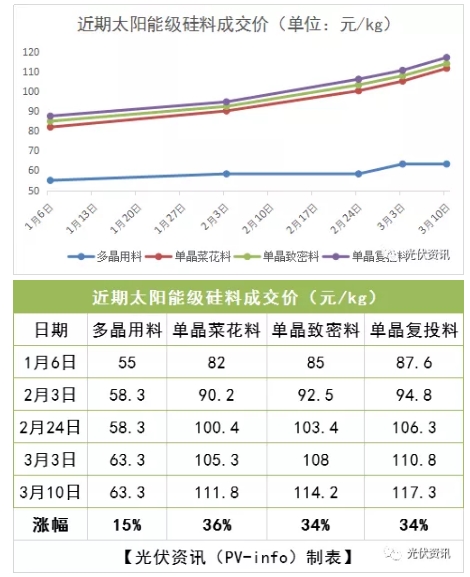 近期太阳能级硅料成交价（单位：元/kg）
120
110
100
90
80
70
60
50
1月6日 1月13日 1月20日 1月27日 2月3日 2月10日 2月17日 2月24日 3月3日 3月10日
多晶用料 单晶菜花料 单晶致密料 单晶复投料 光伏资讯
近期太阳能级硅料成交价（元/kg）
日期 多晶用料 单晶菜花料 单晶致密料 单晶复投料
1月6日 55 82 85 87.6
2月3日 58.3 90.2 92.5 94.8
2月24日 58.3 100.4 103.4 106.3
3月3日 63.3 105.3 108 110.8
3月10日 63.3 111.8 114.2 117.3
涨幅 15% 36% 34% 34%
【光伏资讯（PV-info）制表】 光伏资讯